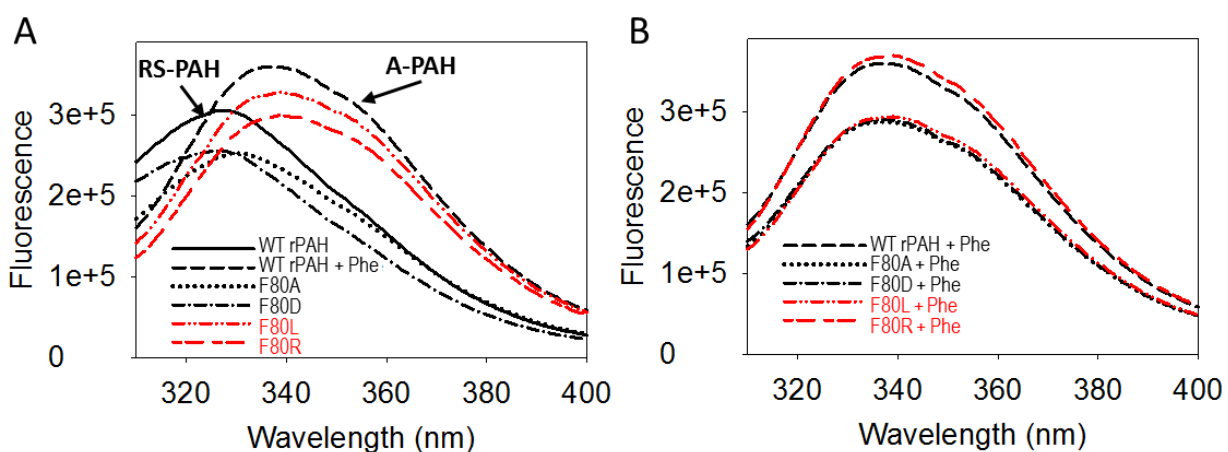 A
RS-PAH
A-PAH
3e+5
2e+5
1e+5
0
Fluorescence
WT rPAH
WT rPAH + Phe
F80A
F80D
F80L
F80R
320
340
360
380
400
Wavelength (nm)
B
3e+5
2e+5
1e+5
0
Fluorescence
WT rPAH + Phe
F80A + Phe
F80D + Phe
F80L + Phe
F80R + Phe
320
340
360
380
400
Wavelength (nm)